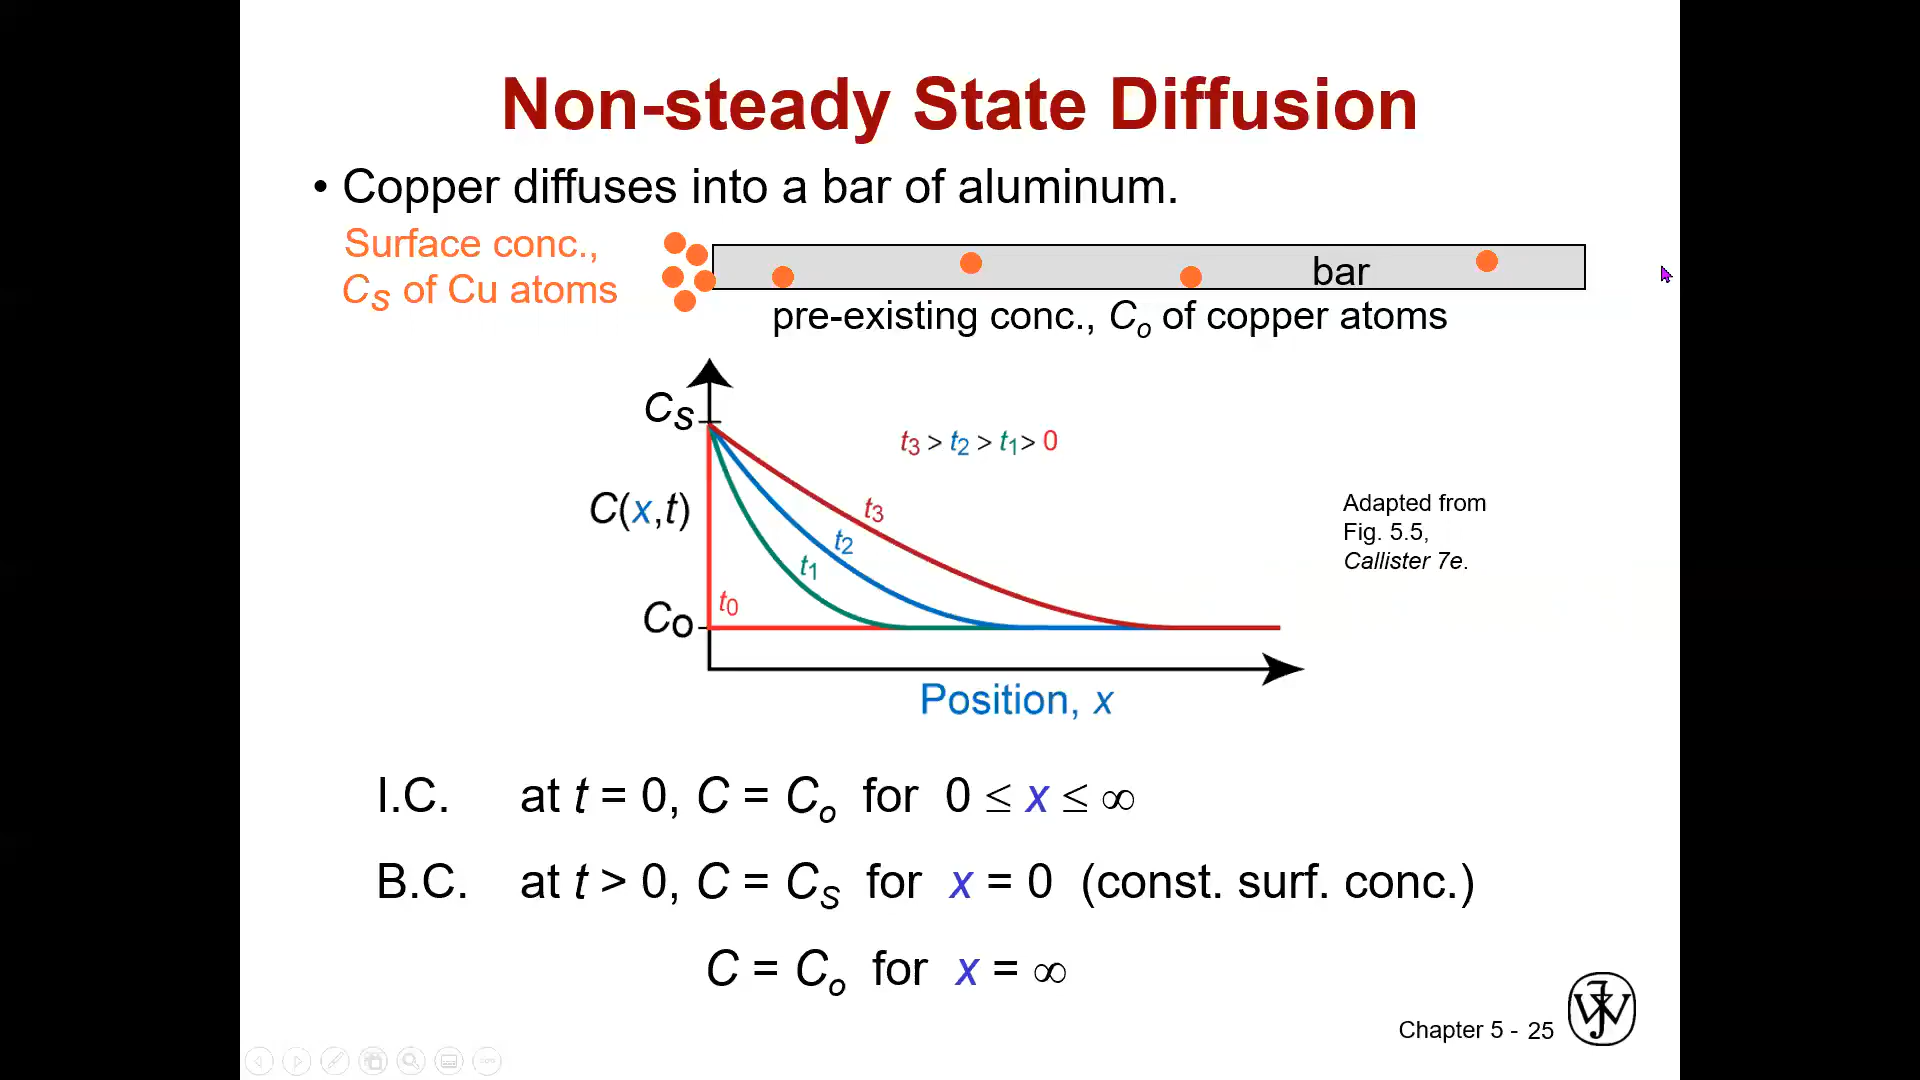 Non-steady State Diffusion
• Copper diffuses into a bar of aluminum.
Surface conc.,
Cs of Cu atoms
bar
pre-existing conc., Co of copper atoms
Cs
t3 > t2 > t1 > 0
C(x,t)
t3
t2
t1
t0
Co
Position, x
Adapted from
Fig. 5.5,
Callister 7e.
I.C. at t = 0, C = Co for 0 ≤ x ≤ ∞
B.C. at t > 0, C = CS for x = 0 (const. surf. conc.)
C = Co for x = ∞
Chapter 5 - 25